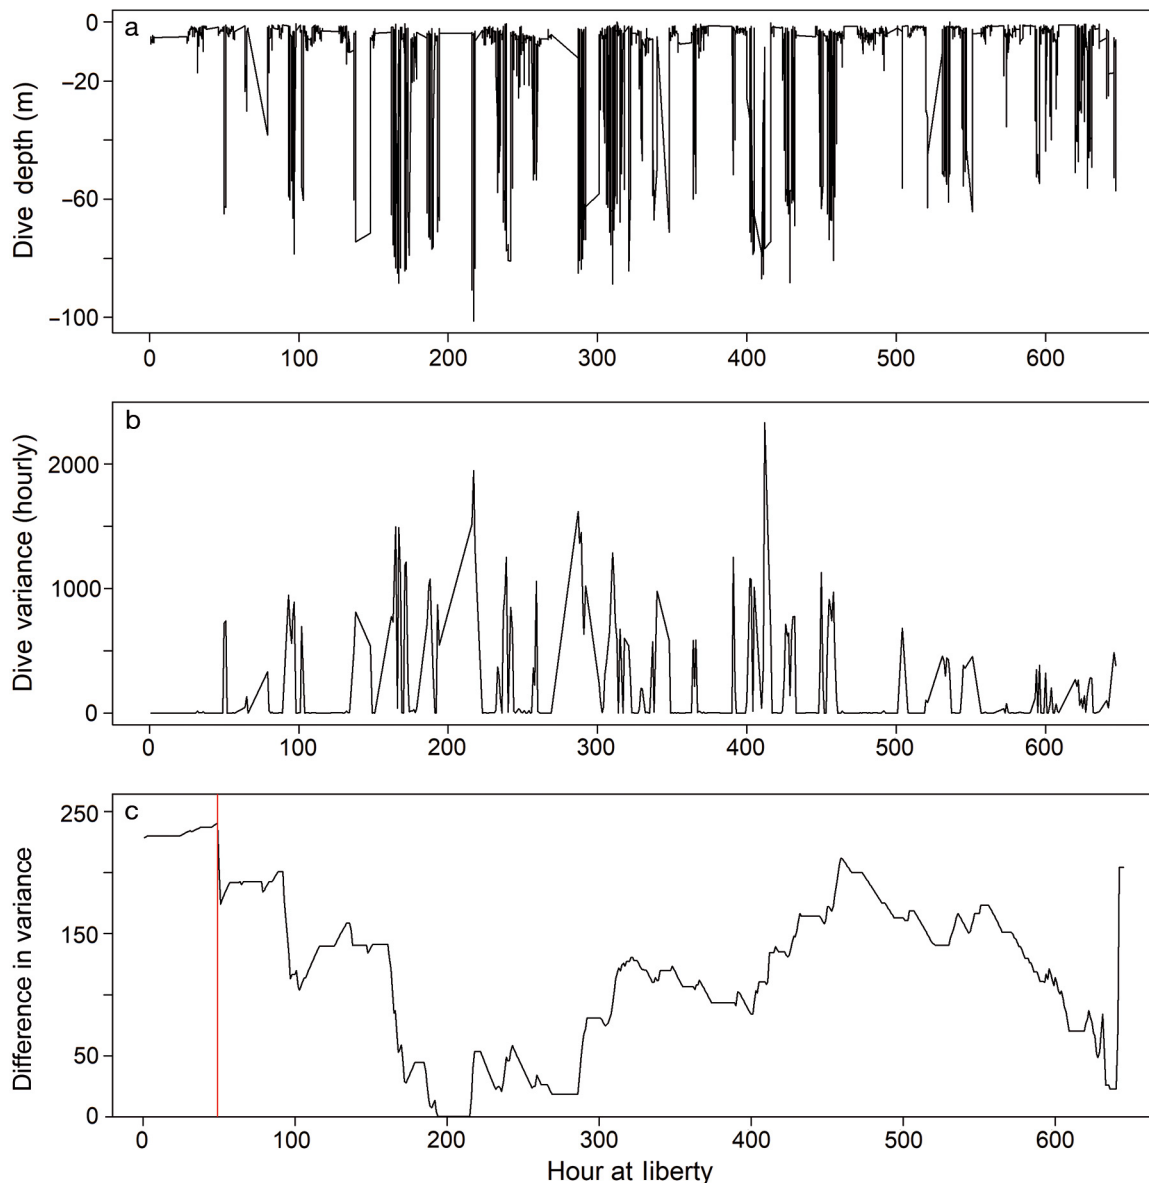 a
Dive depth (m)
0
−20
−60
−100
0 100 200 300 400 500 600
b
Dive variance (hourly)
2000
1000
0
0 100 200 300 400 500 600
c
Difference in variance
250
150
50
0
0 100 200 300 400 500 600
Hour at liberty